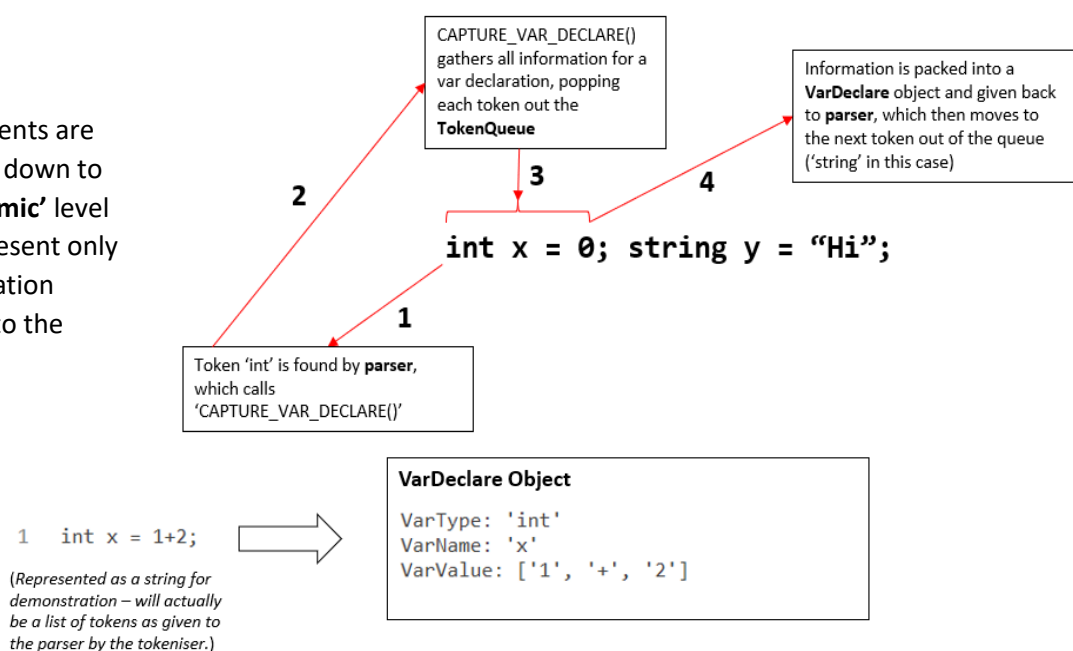 CAPTURE_VAR_DECLARE()
gathers all information for a
var declaration, popping
each token out the
TokenQueue
Information is packed into a
VarDeclare object and given back
to parser, which then moves to
the next token out of the queue
('string' in this case)
ents are
down to
mic' level
esent only
ation
to the
2
3
4
int x = 0; string y = “Hi”;
1
Token 'int' is found by parser,
which calls
'CAPTURE_VAR_DECLARE()'
VarDeclare Object
VarType: 'int'
VarName: 'x'
VarValue: ['1', '+', '2']
1 int x = 1+2;
(Represented as a string for
demonstration – will actually
be a list of tokens as given to
the parser by the tokeniser.)